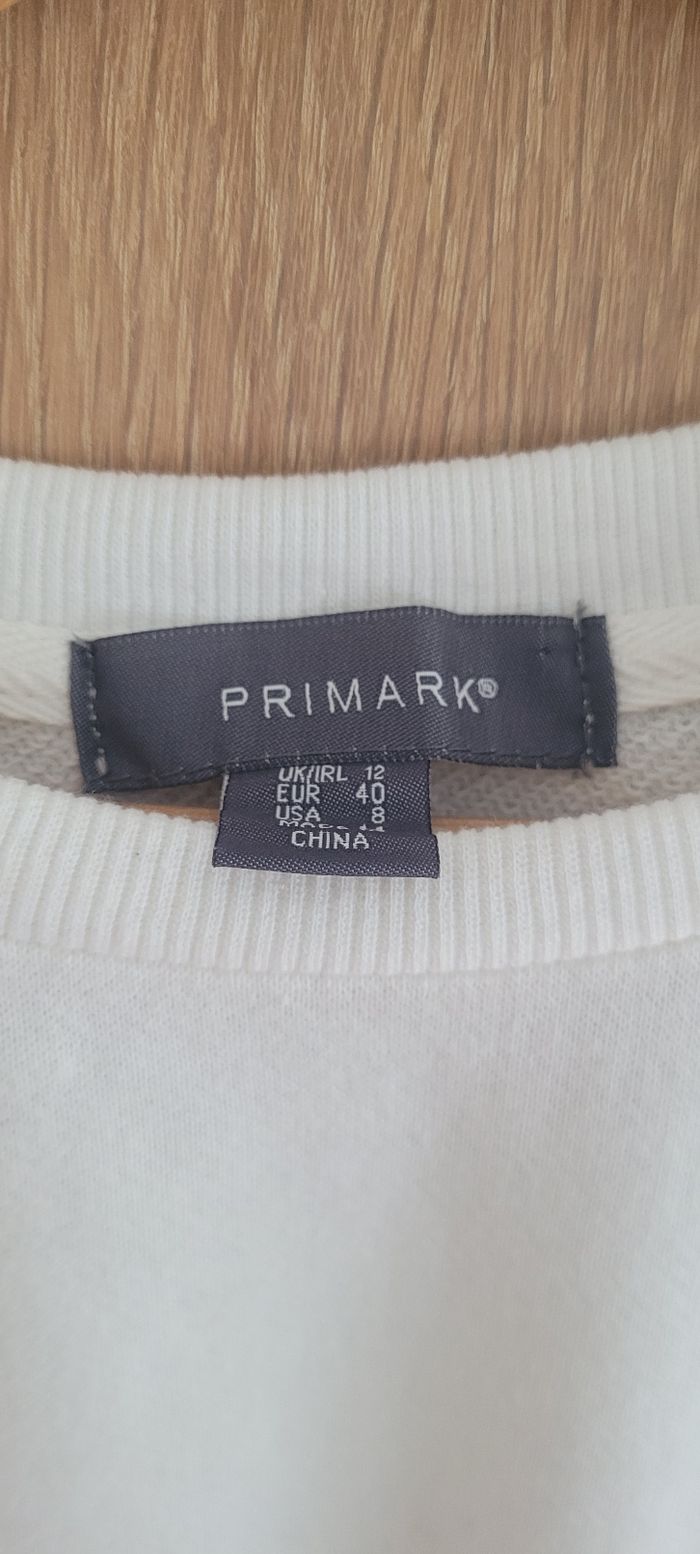 PRIMARK®
UK/IRL 12
EUR 40
USA 8
CHINA